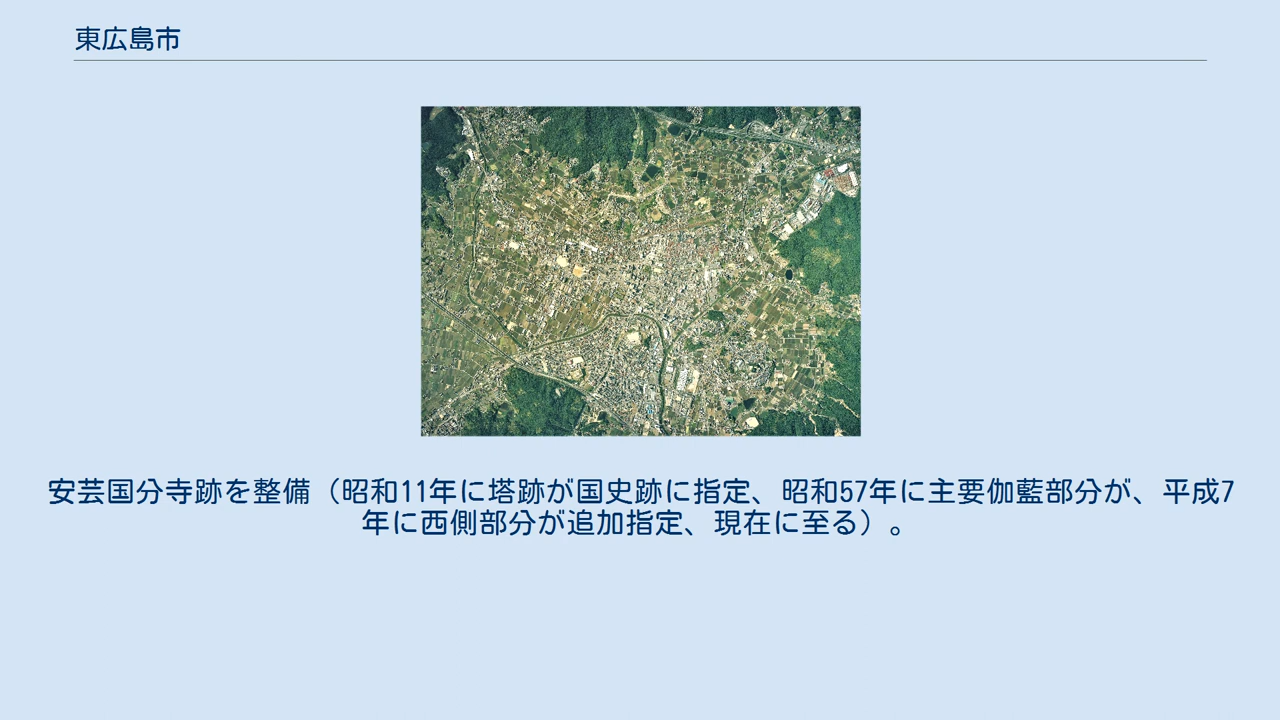 東広島市
安芸国分寺跡を整備（昭和11年に塔跡が国史跡に指定、昭和57年に主要伽藍部分が、平成7
年に西側部分が追加指定、現在に至る）。